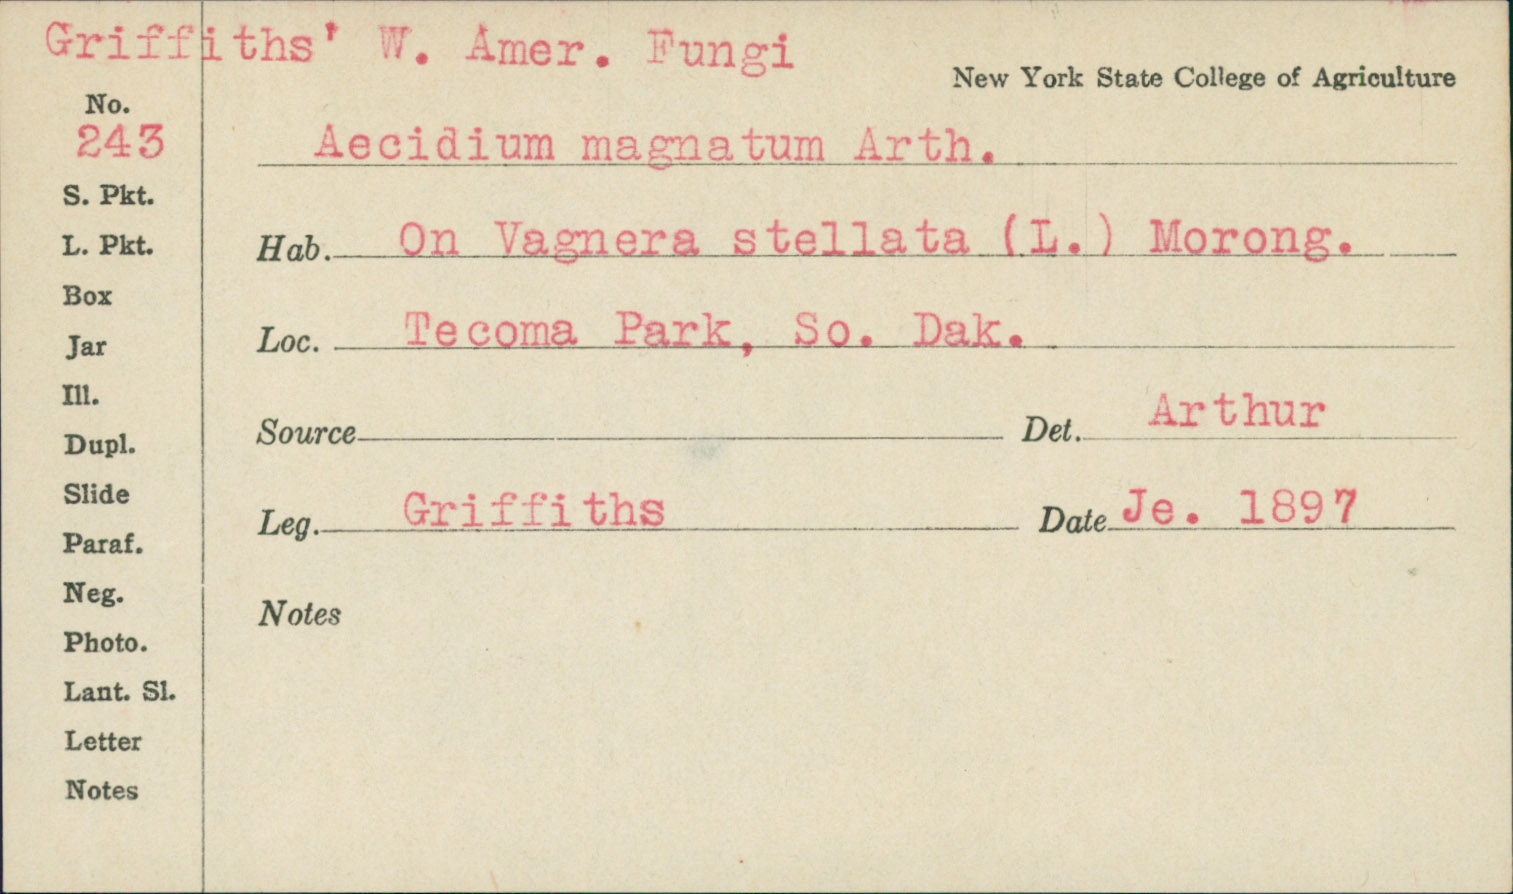 Griffiths' W. Amer. Fungi
New York State College of Agriculture
No.
243
Aecidium magnatum Arth.
S. Pkt.
L. Pkt.
Hab. On Vagnera stellata (L.) Morong.
Box
Jar
Loc. Tecoma Park, So. Dak.
Ill.
Dupl.
Source Det. Arthur
Slide
Leg. Griffiths Date Je. 1897
Paraf.
Neg.
Notes
Photo.
Lant. Sl.
Letter
Notes